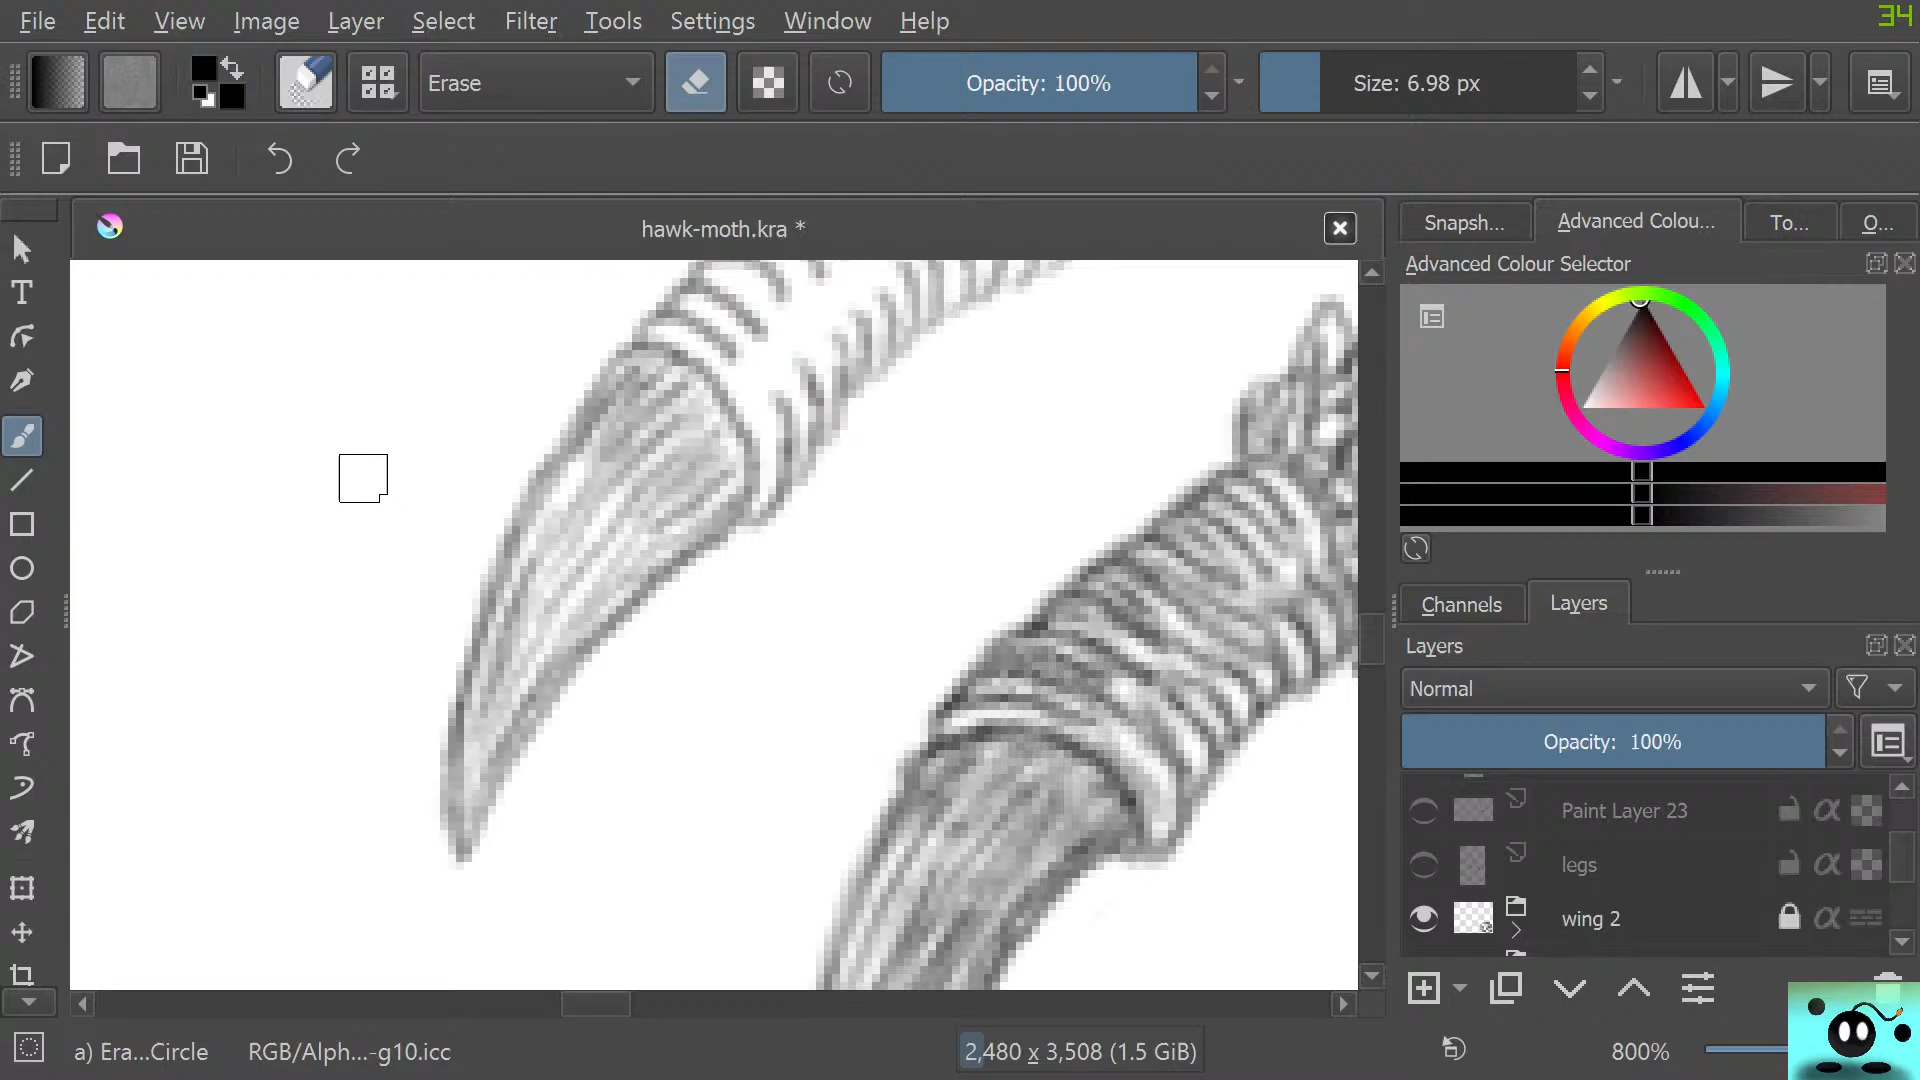 File Edit View Image Layer Select Filter Tools Settings Window Help
34
Erase
Opacity: 100%
Size: 6.98 px
hawk-moth.kra *
Snapsh...
Advanced Colou...
To...
O...
Advanced Colour Selector
Channels
Layers
Layers
Normal
Opacity: 100%
Paint Layer 23
legs
wing 2
a) Era...Circle
RGB/Alph...-g10.icc
2,480 x 3,508 (1.5 GiB)
800%